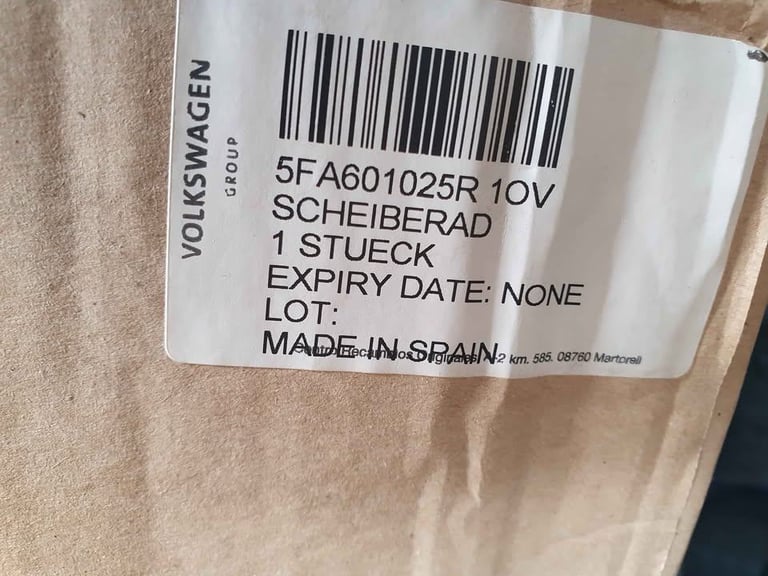 VOLKSWAGEN
GROUP
5FA601025R 1OV
SCHEIBERAD
1 STUECK
EXPIRY DATE: NONE
LOT:
MADE IN SPAIN
Centro Recambios Originales, A-2 km. 585. 08760 Martorell